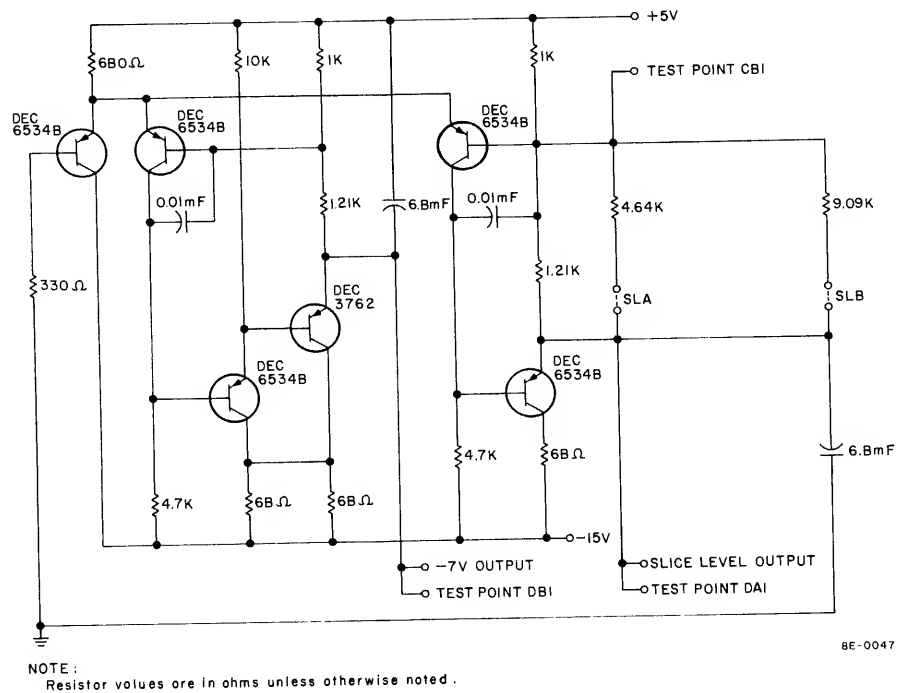 +5V
680Ω
10K
1K
1K
TEST POINT CB1
DEC
6534B
DEC
6534B
DEC
6534B
0.01mF
1.21K
6.8mF
0.01mF
4.64K
9.09K
330Ω
1.21K
DEC
3762
SLA
SLB
DEC
6534B
DEC
6534B
4.7K
68Ω
68Ω
4.7K
68Ω
6.8mF
-15V
-7V OUTPUT
SLICE LEVEL OUTPUT
TEST POINT DB1
TEST POINT DA1
8E-0047
NOTE:
Resistor values are in ohms unless otherwise noted.